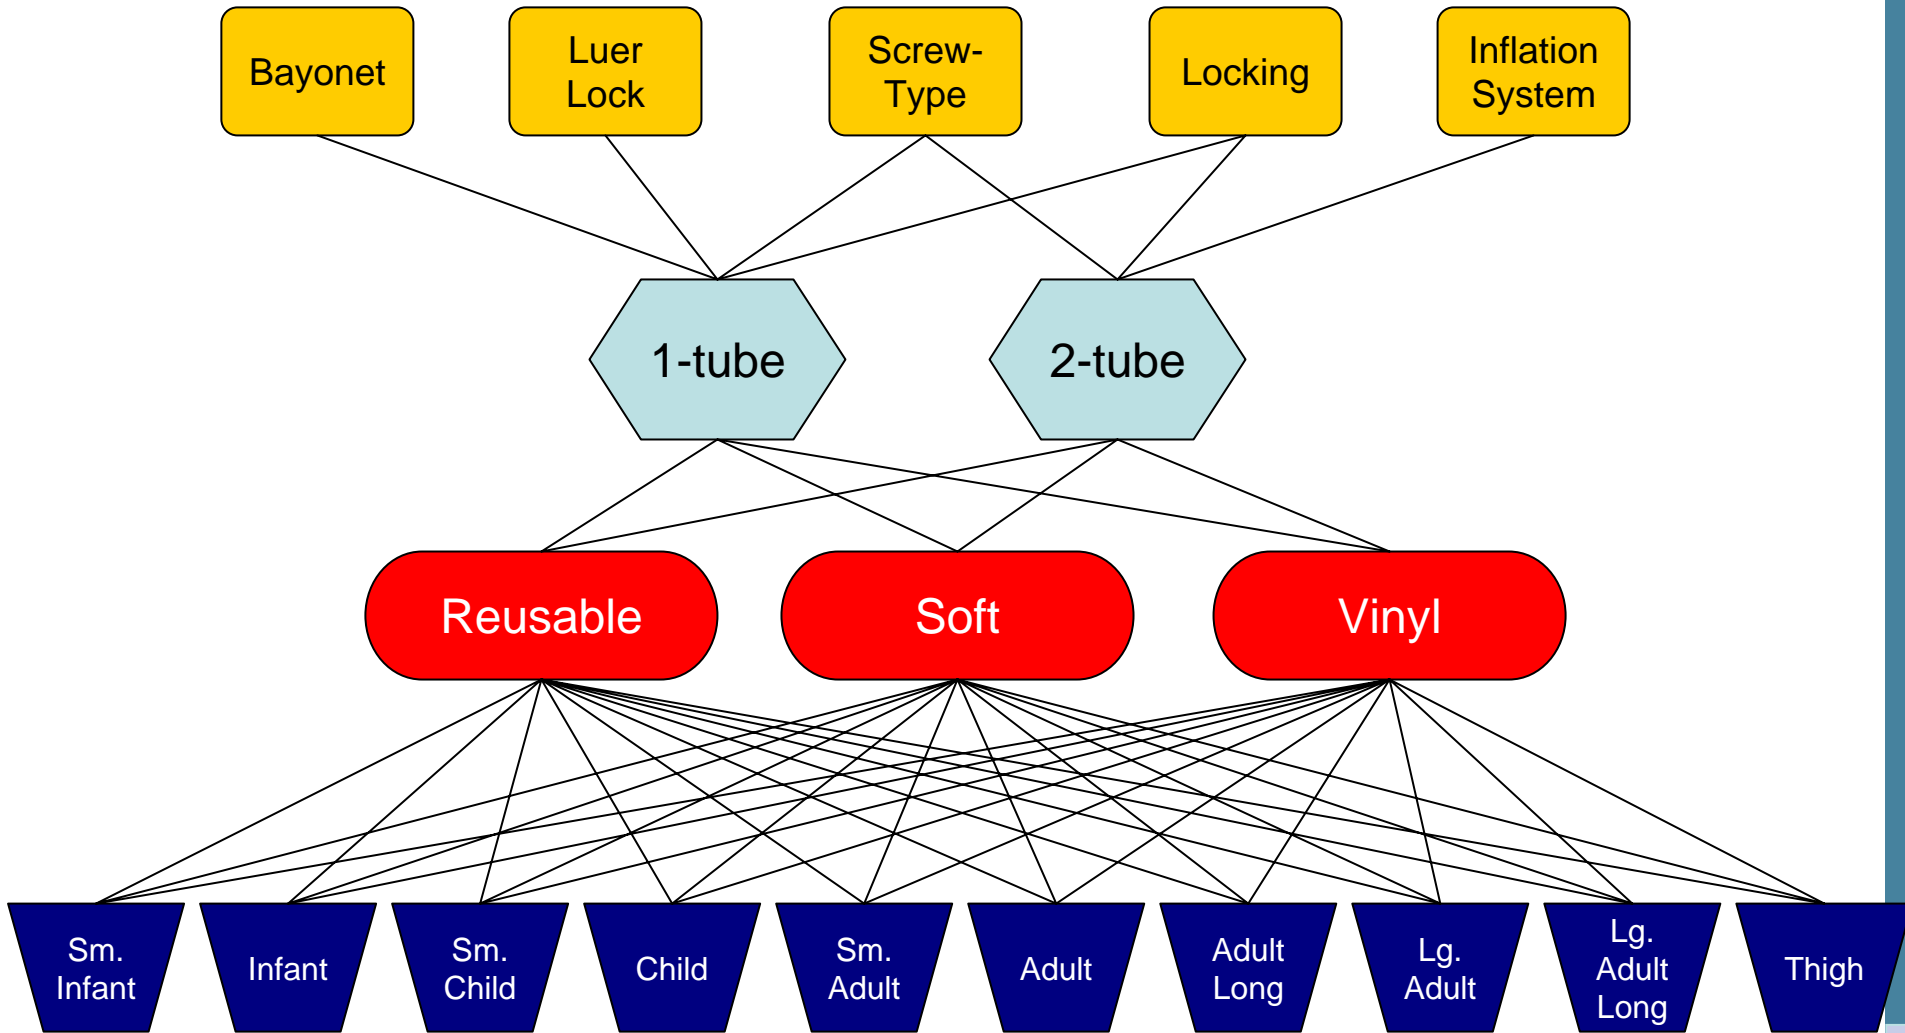 Bayonet
Luer
Lock
Screw-
Type
Locking
Inflation
System
1-tube
2-tube
Reusable
Soft
Vinyl
Sm.
Infant
Infant
Sm.
Child
Child
Sm.
Adult
Adult
Adult
Long
Lg.
Adult
Lg.
Adult
Long
Thigh